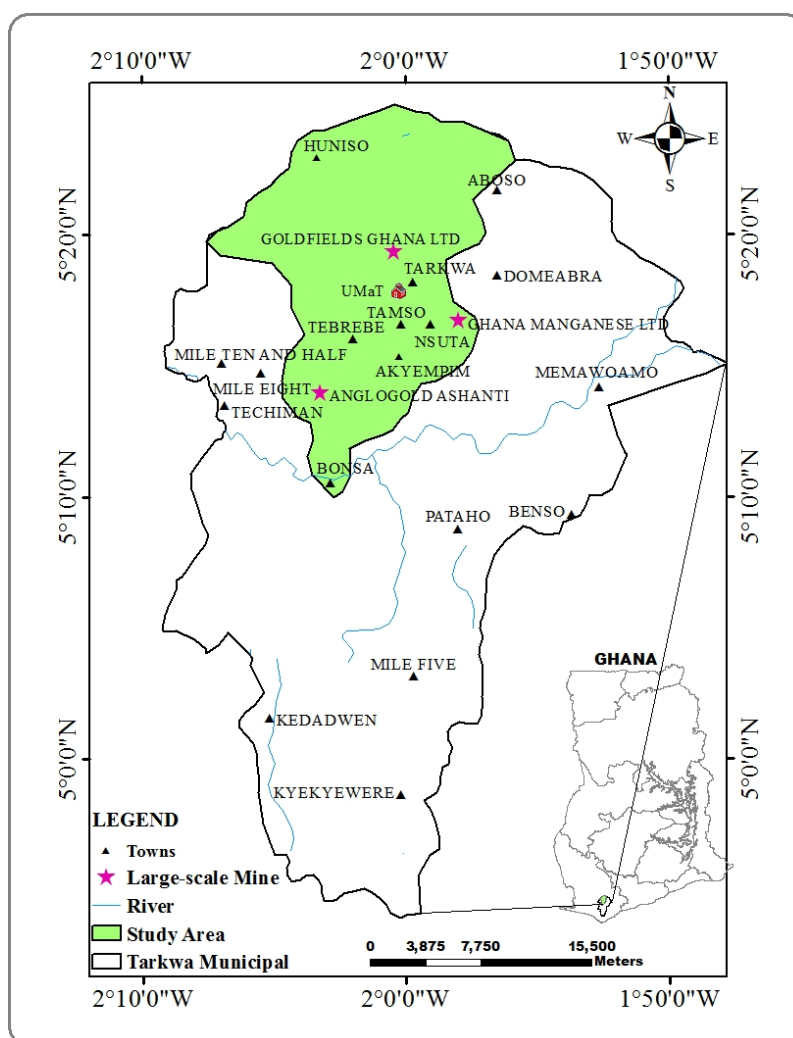 2°10'0"W 2°0'0"W 1°50'0"W
N
W E
S
HUNISO
ABOSO
5°20'0"N 5°20'0"N
GOLDFIELDS GHANA LTD
TARKWA
DOMEABRA
UMaT
TAMSO
GHANA MANGANESE LTD
TEBREBE
NSUTA
MILE TEN AND HALF
AKYEMPIM
MEMAWOAMO
MILE EIGHT
ANGLOGOLD ASHANTI
TECHIMAN
BONSA
5°10'0"N 5°10'0"N
PATAHO
BENSO
GHANA
MILE FIVE
KEDADWEN
5°0'0"N 5°0'0"N
KYEKYEWERE
LEGEND
Towns
Large-scale Mine
River
Study Area
Tarkwa Municipal
0 3,875 7,750 15,500
Meters
2°10'0"W 2°0'0"W 1°50'0"W